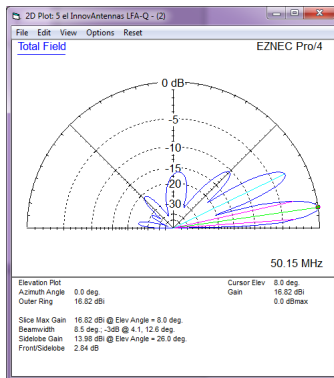 2D Plot: 5 el InnovAntennas LFA-Q - (2)
File Edit View Options Reset
Total Field
EZNEC Pro/4
0 dB
-5
-10
-15
-20
-30
50.15 MHz
Elevation Plot
Azimuth Angle 0.0 deg.
Outer Ring 16.82 dBi
Cursor Elev 8.0 deg.
Gain 16.82 dBi
0.0 dBmax
Slice Max Gain 16.82 dBi @ Elev Angle = 8.0 deg.
Beamwidth 8.5 deg.; -3dB @ 4.1, 12.6 deg.
Sidelobe Gain 13.98 dBi @ Elev Angle = 26.0 deg.
Front/Sidelobe 2.84 dB